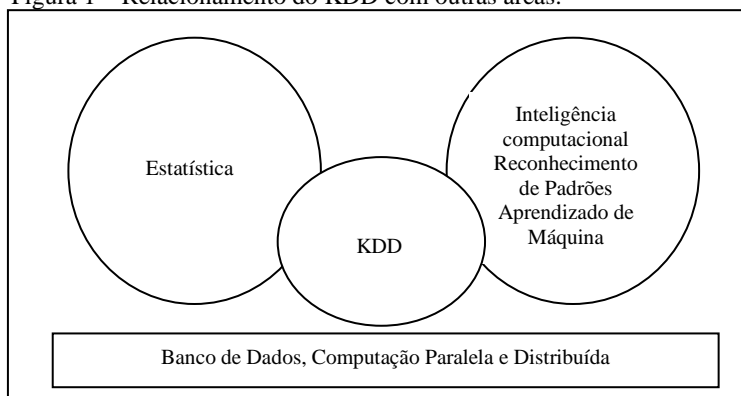 Figura 1 – Relacionamento do KDD com outras áreas.
Estatística
Inteligência
computacional
Reconhecimento
de Padrões
Aprendizado de
Máquina
KDD
Banco de Dados, Computação Paralela e Distribuída